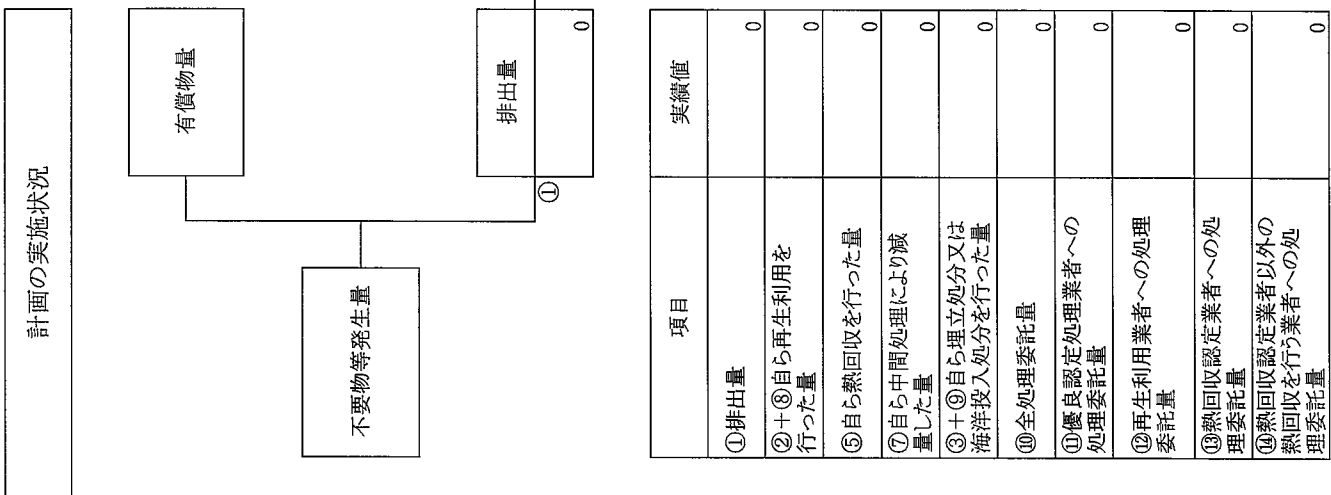 計画の実施状況
有償物量
不要物等発生量
①
排出量
0
項目
実績値
①排出量
0
②+⑧自ら再生利用を
行った量
0
⑤自ら熱回収を行った量
0
⑦自ら中間処理により減
量した量
0
③+⑨自ら埋立処分又は
海洋投入処分を行った量
0
⑩全処理委託量
0
⑪優良認定処理業者への
処理委託量
0
⑫再生利用業者への処理
委託量
0
⑬熱回収認定業者への処
理委託量
0
⑭熱回収認定業者以外の
熱回収を行う業者への処
理委託量
0